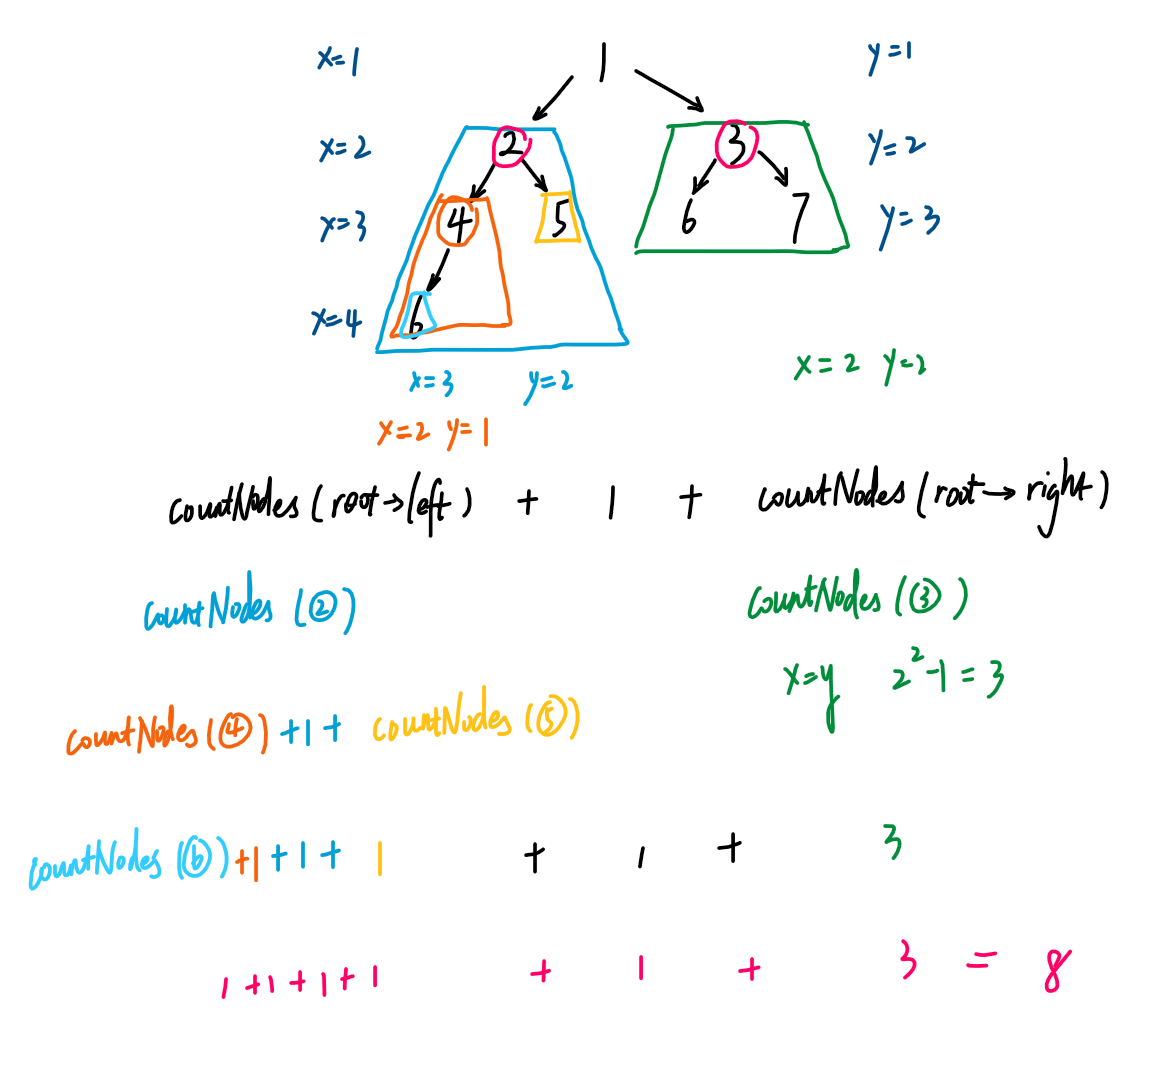 x=1 1 y=1
x=2 2 3 y=2
x=3 4 5 6 7 y=3
x=4 6
x=3 y=2 x=2 y=2
x=2 y=1
countNodes(root→left) + 1 + countNodes(root→right)
countNodes (②) countNodes(③)
x=y 2²-1=3
countNodes(④)+1+ countNodes(⑤)
countNodes(⑥)+1+1+ 1 + 1 + 3
1+1+1+1 + 1 + 3 = 8